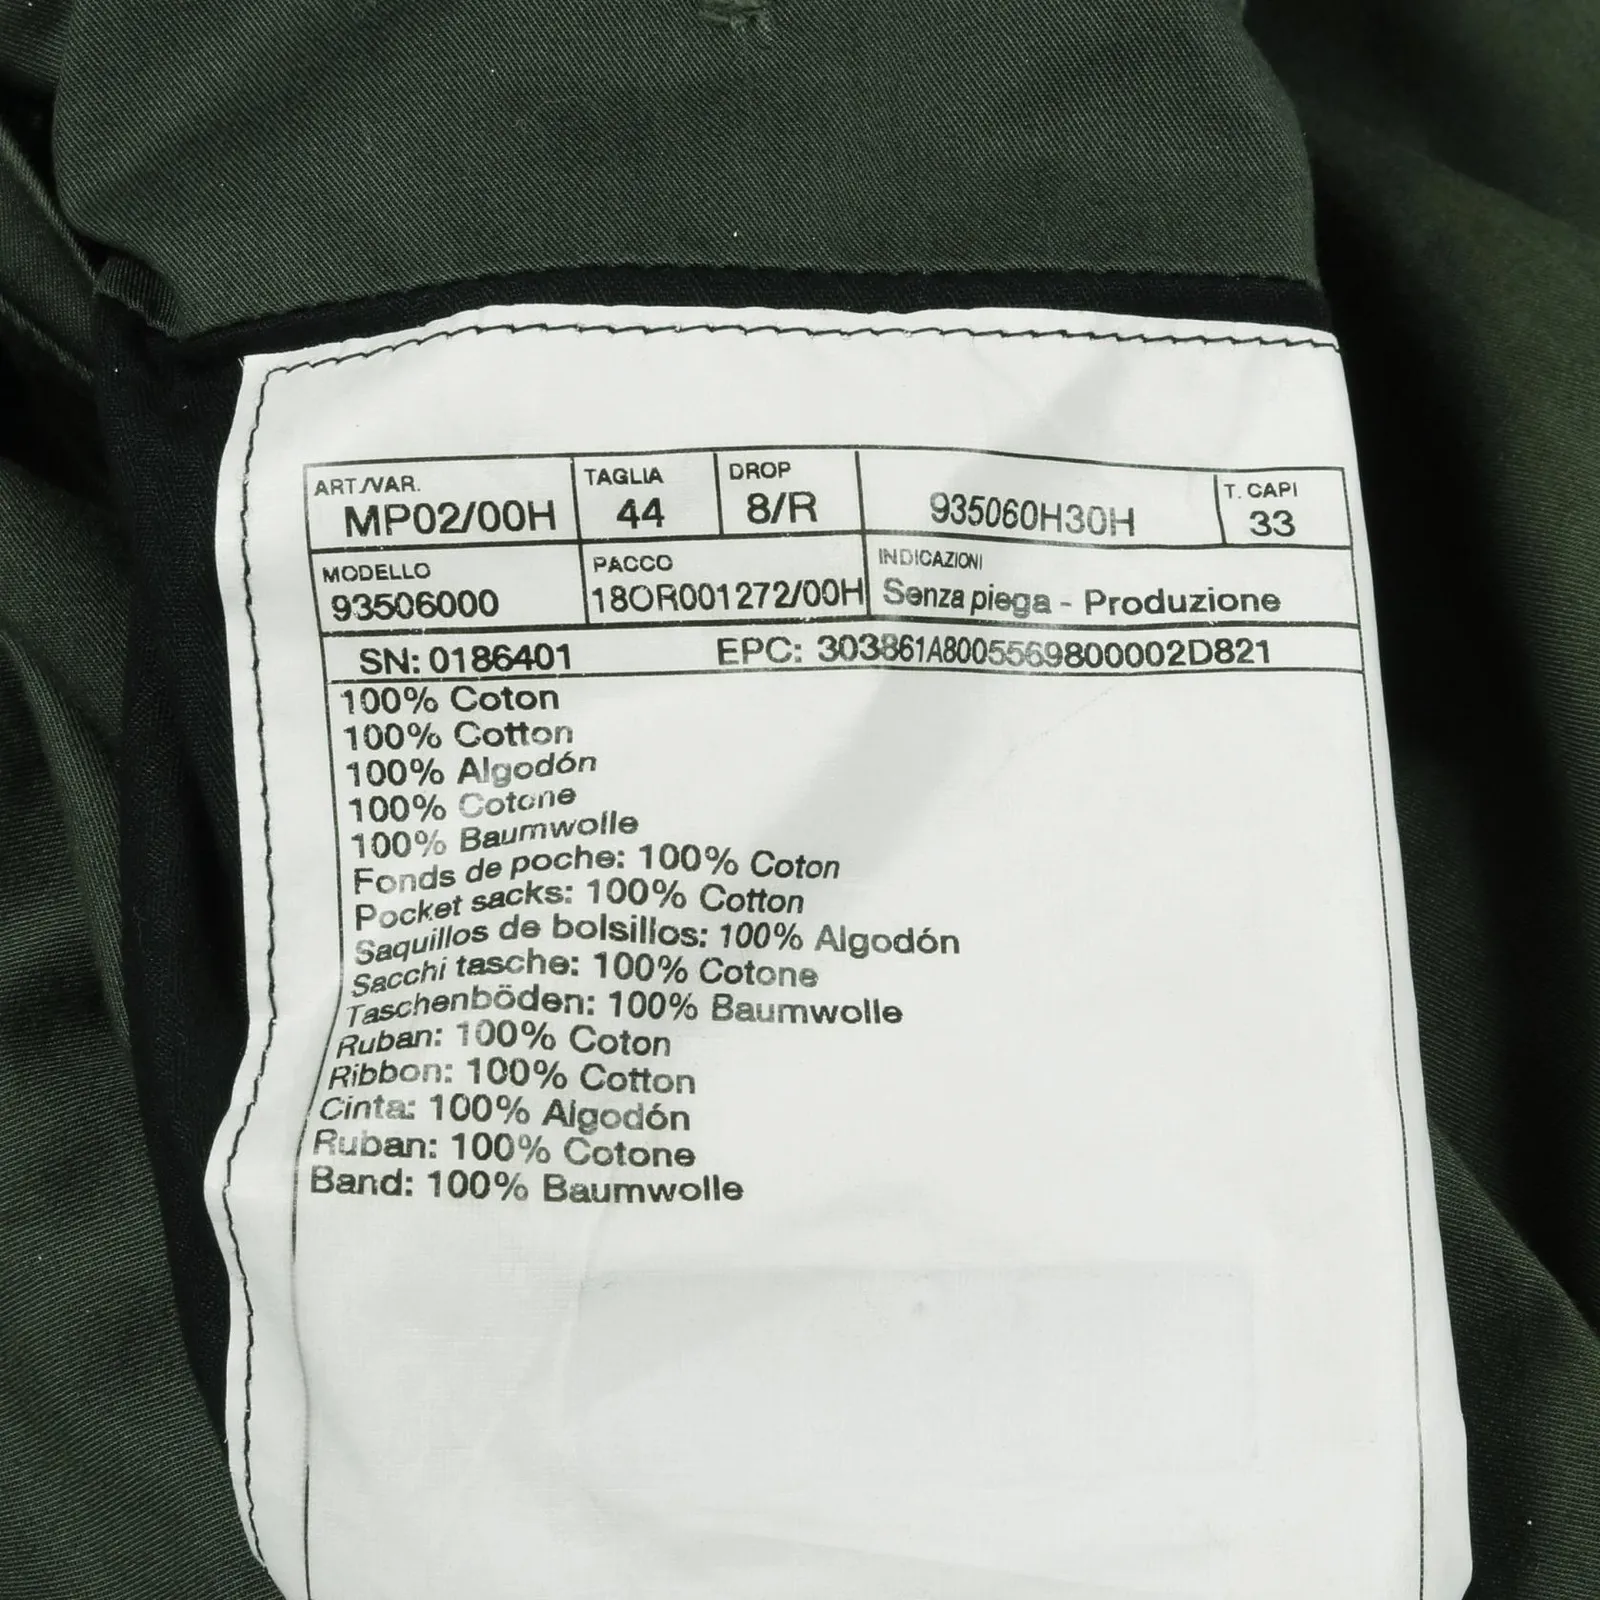 ART./VAR. TAGLIA DROP T. CAPI
MP02/00H 44 8/R 935060H30H 33
MODELLO PACCO INDICAZIONI
93506000 18OR001272/00H Senza piega - Produzione
SN: 0186401 EPC: 303861A8005569800002D821
100% Coton
100% Cotton
100% Algodón
100% Cotone
100% Baumwolle
Fonds de poche: 100% Coton
Pocket sacks: 100% Cotton
Saquillos de bolsillos: 100% Algodón
Sacchi tasche: 100% Cotone
Taschenböden: 100% Baumwolle
Ruban: 100% Coton
Ribbon: 100% Cotton
Cinta: 100% Algodón
Ruban: 100% Cotone
Band: 100% Baumwolle